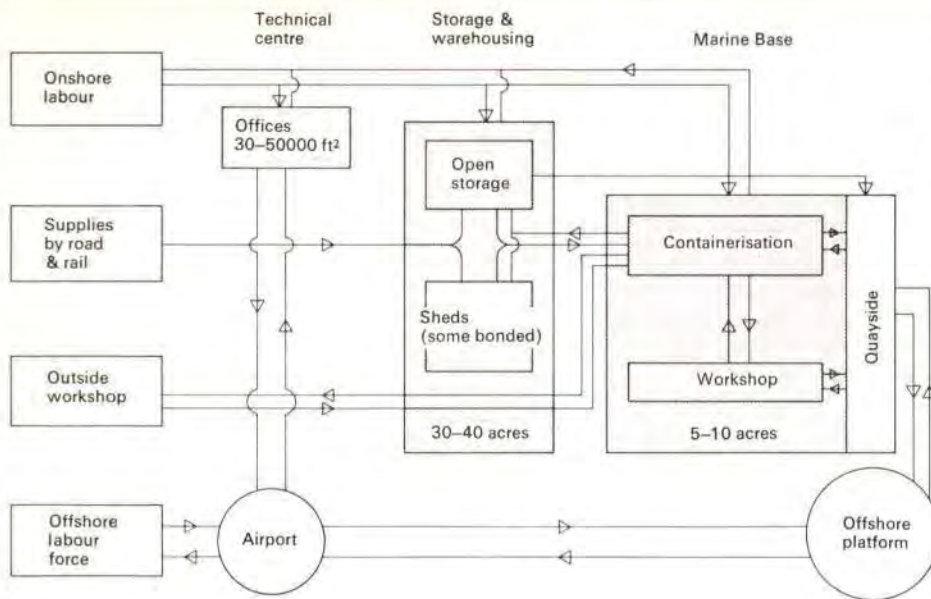 Technical
centre
Storage &
warehousing
Marine Base
Onshore
labour
Offices
30–50000 ft²
Open
storage
Supplies
by road
& rail
Containerisation
Sheds
(some bonded)
Quayside
Outside
workshop
Workshop
30–40 acres
5–10 acres
Offshore
labour
force
Airport
Offshore
platform